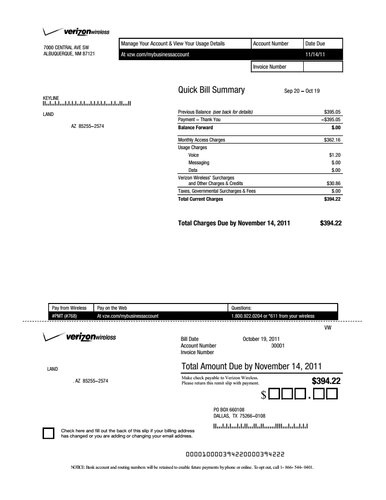 verizonwireless
7000 CENTRAL AVE SW
ALBUQUERQUE, NM 87121
Manage Your Account & View Your Usage Details
Account Number
Date Due
At vzw.com/mybusinessaccount
11/14/11
Invoice Number
Quick Bill Summary
Sep 20 – Oct 19
KEYLINE
LAND
AZ 85255-2574
Previous Balance (see back for details) $395.05
Payment – Thank You –$395.05
Balance Forward $.00
Monthly Access Charges $362.16
Usage Charges
Voice $1.20
Messaging $.00
Data $.00
Verizon Wireless' Surcharges
and Other Charges & Credits $30.86
Taxes, Governmental Surcharges & Fees $.00
Total Current Charges $394.22
Total Charges Due by November 14, 2011 $394.22
Pay from Wireless
Pay on the Web
Questions:
#PMT (#768)
At vzw.com/mybusinessaccount
1.800.922.0204 or *611 from your wireless
VW
verizonwireless
Bill Date October 19, 2011
Account Number 00001
Invoice Number
Total Amount Due by November 14, 2011
LAND
AZ 85255-2574
Make check payable to Verizon Wireless.
Please return this remit slip with payment.
$394.22
$ .
PO BOX 660108
DALLAS, TX 75266-0108
Check here and fill out the back of this slip if your billing address
has changed or you are adding or changing your email address.
NOTICE: Bank account and routing numbers will be retained to enable future payments by phone or online. To opt out, call 1-866-544-0401.